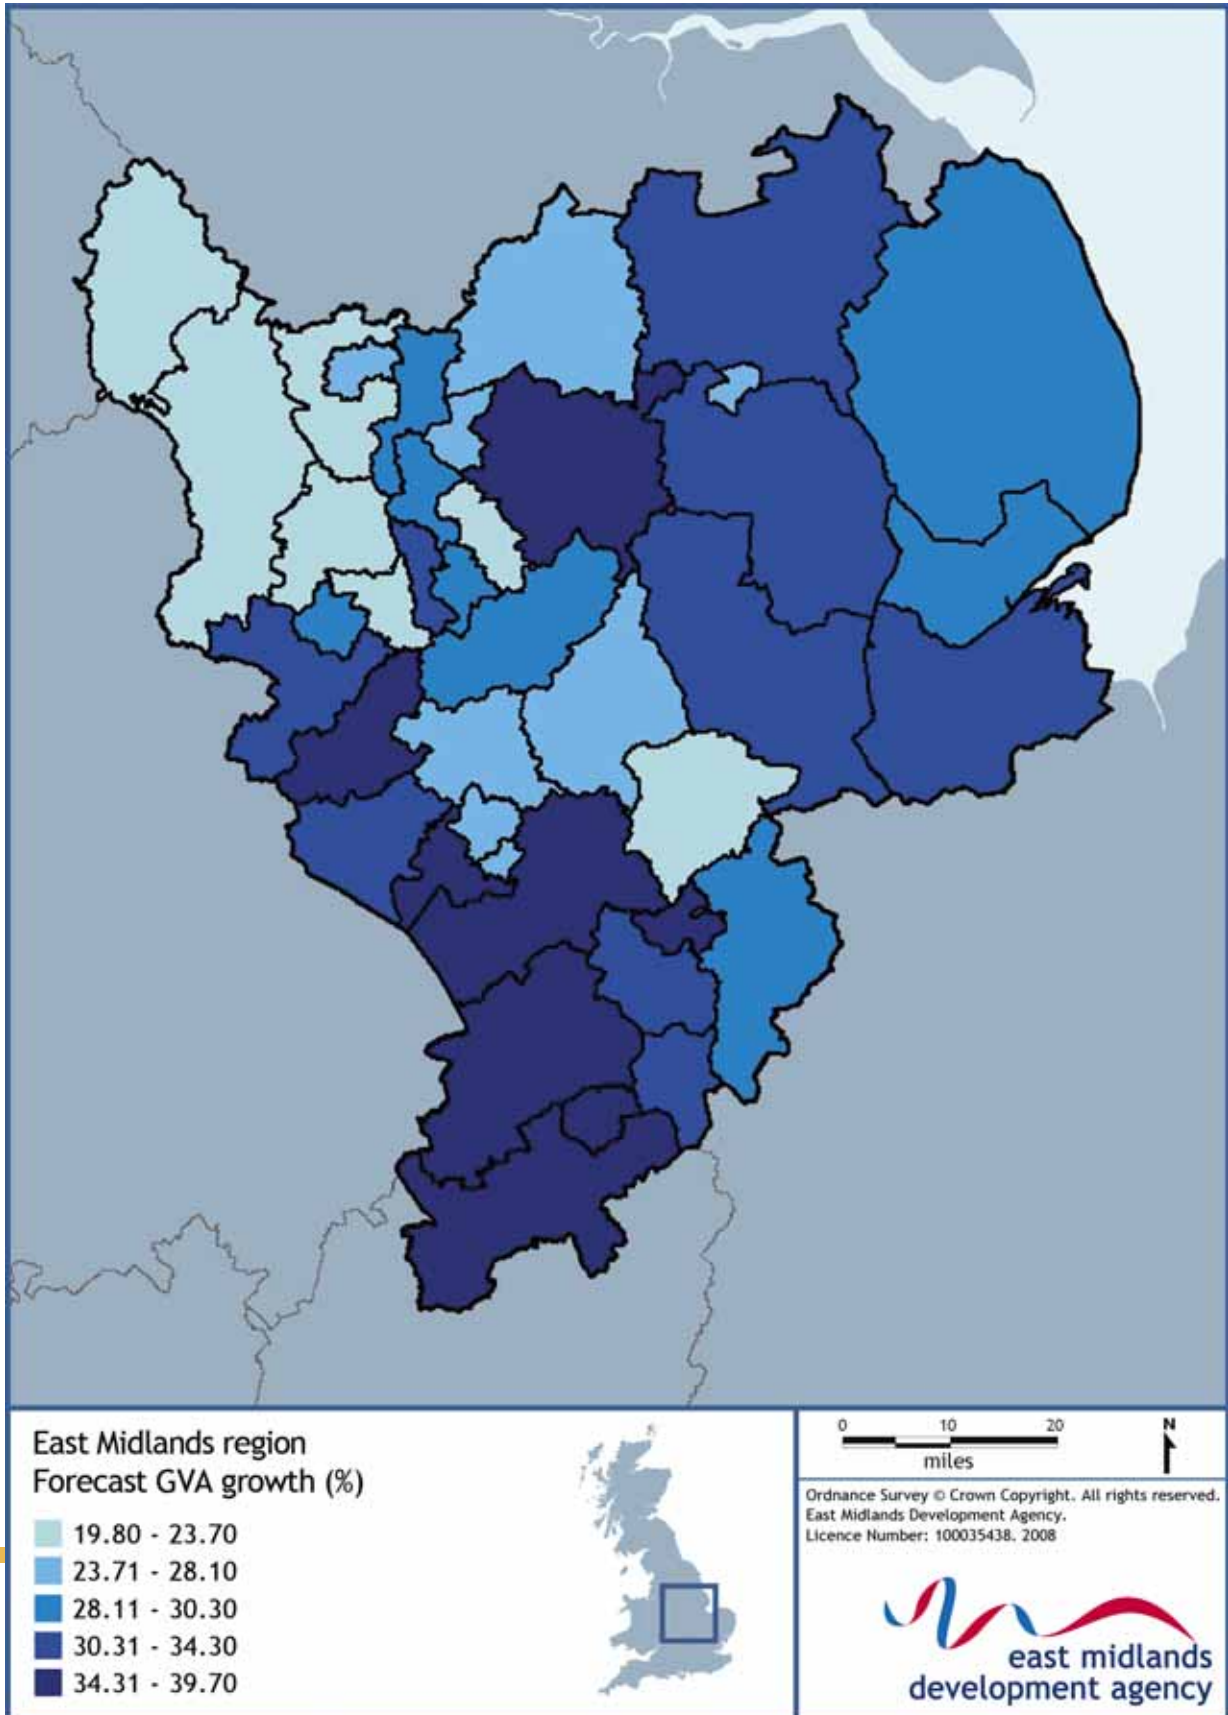 East Midlands region
Forecast GVA growth (%)
19.80 - 23.70
23.71 - 28.10
28.11 - 30.30
30.31 - 34.30
34.31 - 39.70
0 10 20
miles
N
Ordnance Survey © Crown Copyright. All rights reserved.
East Midlands Development Agency.
Licence Number: 100035438. 2008
east midlands
development agency